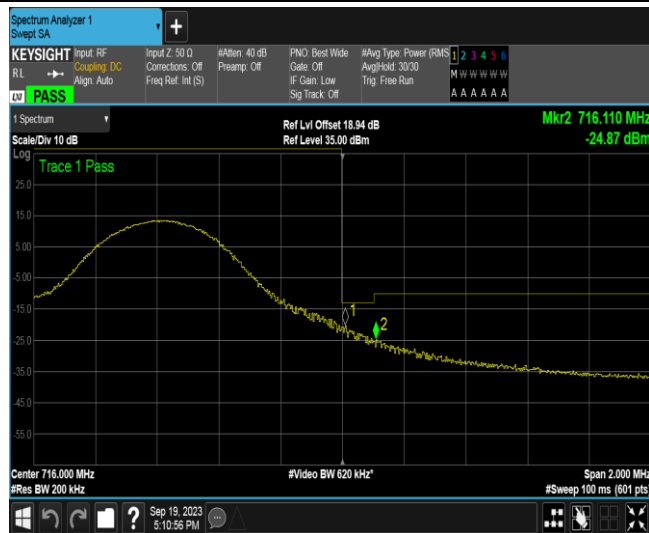 Spectrum Analyzer 1
Swept SA
+
KEYSIGHT
RL
LXI PASS
Input: RF
Coupling: DC
Align: Auto
Input Z: 50 Ω
Corrections: Off
Freq Ref: Int (S)
#Atten: 40 dB
Preamp: Off
PNO: Best Wide
Gate: Off
IF Gain: Low
Sig Track: Off
#Avg Type: Power (RMS
Avg|Hold: 30/30
Trig: Free Run
1 2 3 4 5 6
M W W W W W
A A A A A A
1 Spectrum
Scale/Div 10 dB
Ref Lvl Offset 18.94 dB
Ref Level 35.00 dBm
Mkr2 716.110 MHz
-24.87 dBm
Log
Trace 1 Pass
25.0
15.0
5.00
-5.00
-15.0
-25.0
-35.0
-45.0
-55.0
1
2
Center 716.000 MHz
#Res BW 200 kHz
#Video BW 620 kHz*
Span 2.000 MHz
#Sweep 100 ms (601 pts)
?
Sep 19, 2023
5:10:56 PM